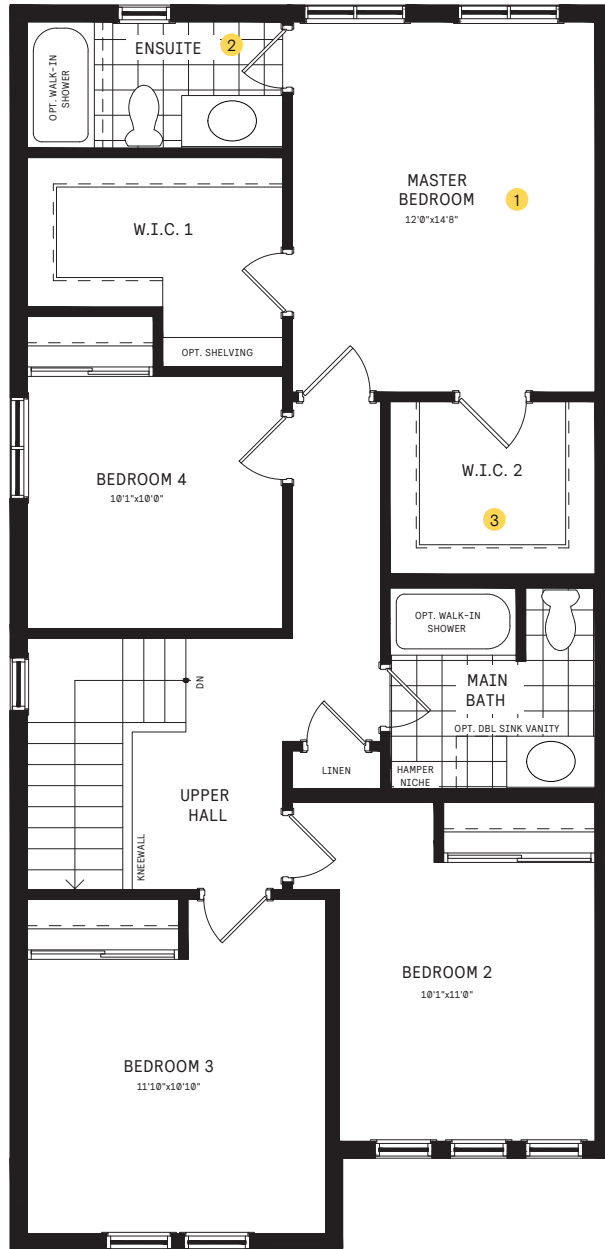 ENSUITE
2
OPT. WALK-IN
SHOWER
MASTER
BEDROOM
1
12'0"x14'8"
W.I.C. 1
OPT. SHELVING
BEDROOM 4
10'1"x10'0"
W.I.C. 2
3
OPT. WALK-IN
SHOWER
MAIN
BATH
OPT. DBL SINK VANITY
HAMPER
NICHE
LINEN
DN
UPPER
HALL
KNEEWALL
BEDROOM 2
10'1"x11'0"
BEDROOM 3
11'10"x10'10"